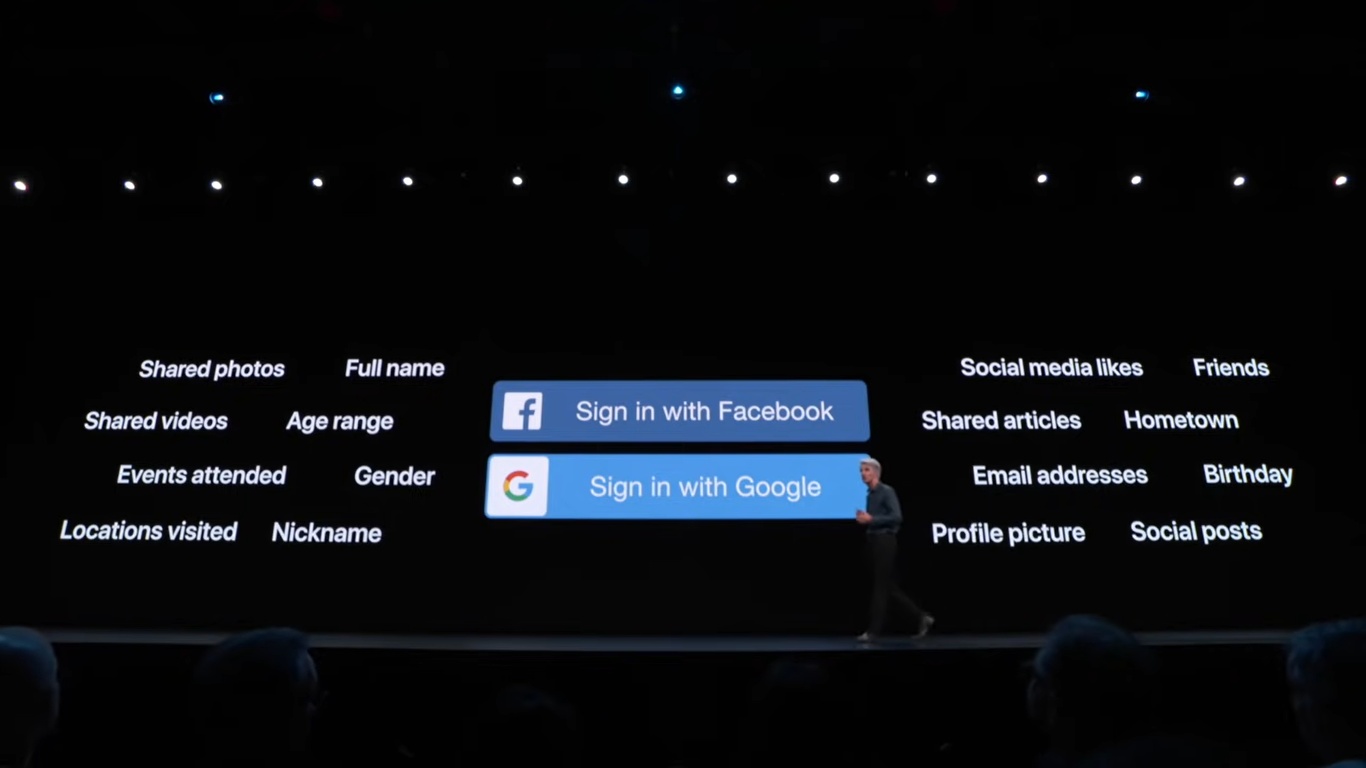 Shared photos Full name
Shared videos Age range
Events attended Gender
Locations visited Nickname
f Sign in with Facebook
G Sign in with Google
Social media likes Friends
Shared articles Hometown
Email addresses Birthday
Profile picture Social posts